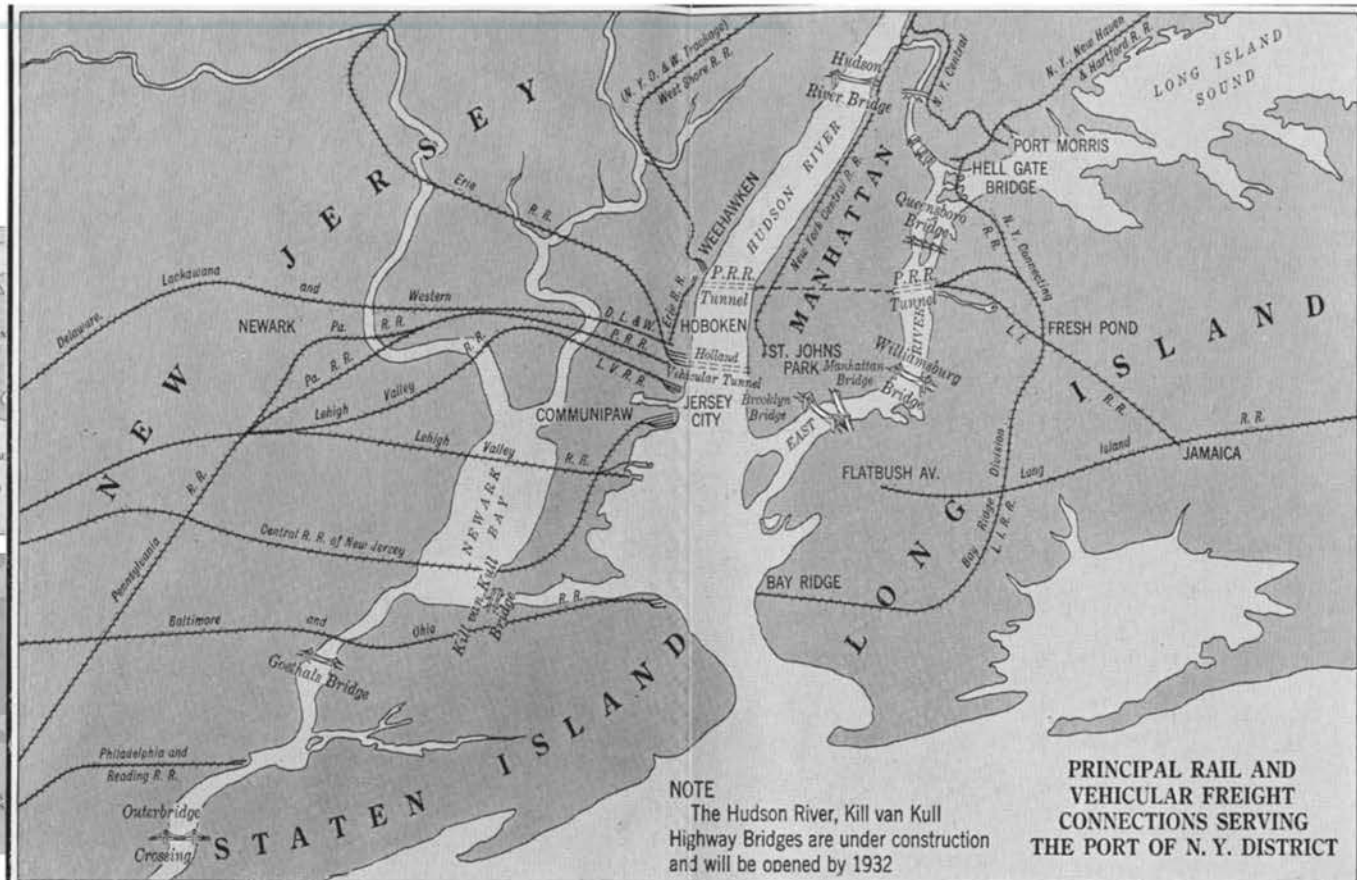 (N. Y. O. & W. Trackage)
West Shore R. R.
Hudson
River Bridge
N. Y. Central
N. Y., New Haven
& Hartford R. R.
LONG ISLAND
SOUND
NEW JERSEY
Erie R. R.
WEEHAWKEN
HUDSON RIVER
New York Central R. R.
MANHATTAN
PORT MORRIS
HELL GATE
BRIDGE
Queensboro
Bridge
N. Y. Connecting
R. R.
Delaware, Lackawana and Western
NEWARK
Pa. R. R.
Pa. R. R.
R. R.
D. L. & W.
P. R. R.
L. V. R. R.
Erie R. R.
P. R. R.
Tunnel
HOBOKEN
P. R. R.
Tunnel
FRESH POND
L. I. R. R.
LONG ISLAND
Holland
Vehicular Tunnel
ST. JOHNS
PARK
Manhattan
Bridge
Williamsburg
Bridge
Brooklyn
Bridge
EAST RIVER
JERSEY
CITY
COMMUNIPAW
Lehigh Valley
Lehigh Valley R. R.
FLATBUSH AV.
Long Island R. R.
JAMAICA
NEWARK
BAY
Central R. R. of New Jersey
Pennsylvania R. R.
Bay Ridge Division
L. I. R. R.
BAY RIDGE
Kill van Kull
Bridge
Baltimore and Ohio R. R.
Goethals Bridge
STATEN ISLAND
Philadelphia and
Reading R. R.
Outerbridge
Crossing
NOTE
The Hudson River, Kill van Kull
Highway Bridges are under construction
and will be opened by 1932
PRINCIPAL RAIL AND
VEHICULAR FREIGHT
CONNECTIONS SERVING
THE PORT OF N. Y. DISTRICT